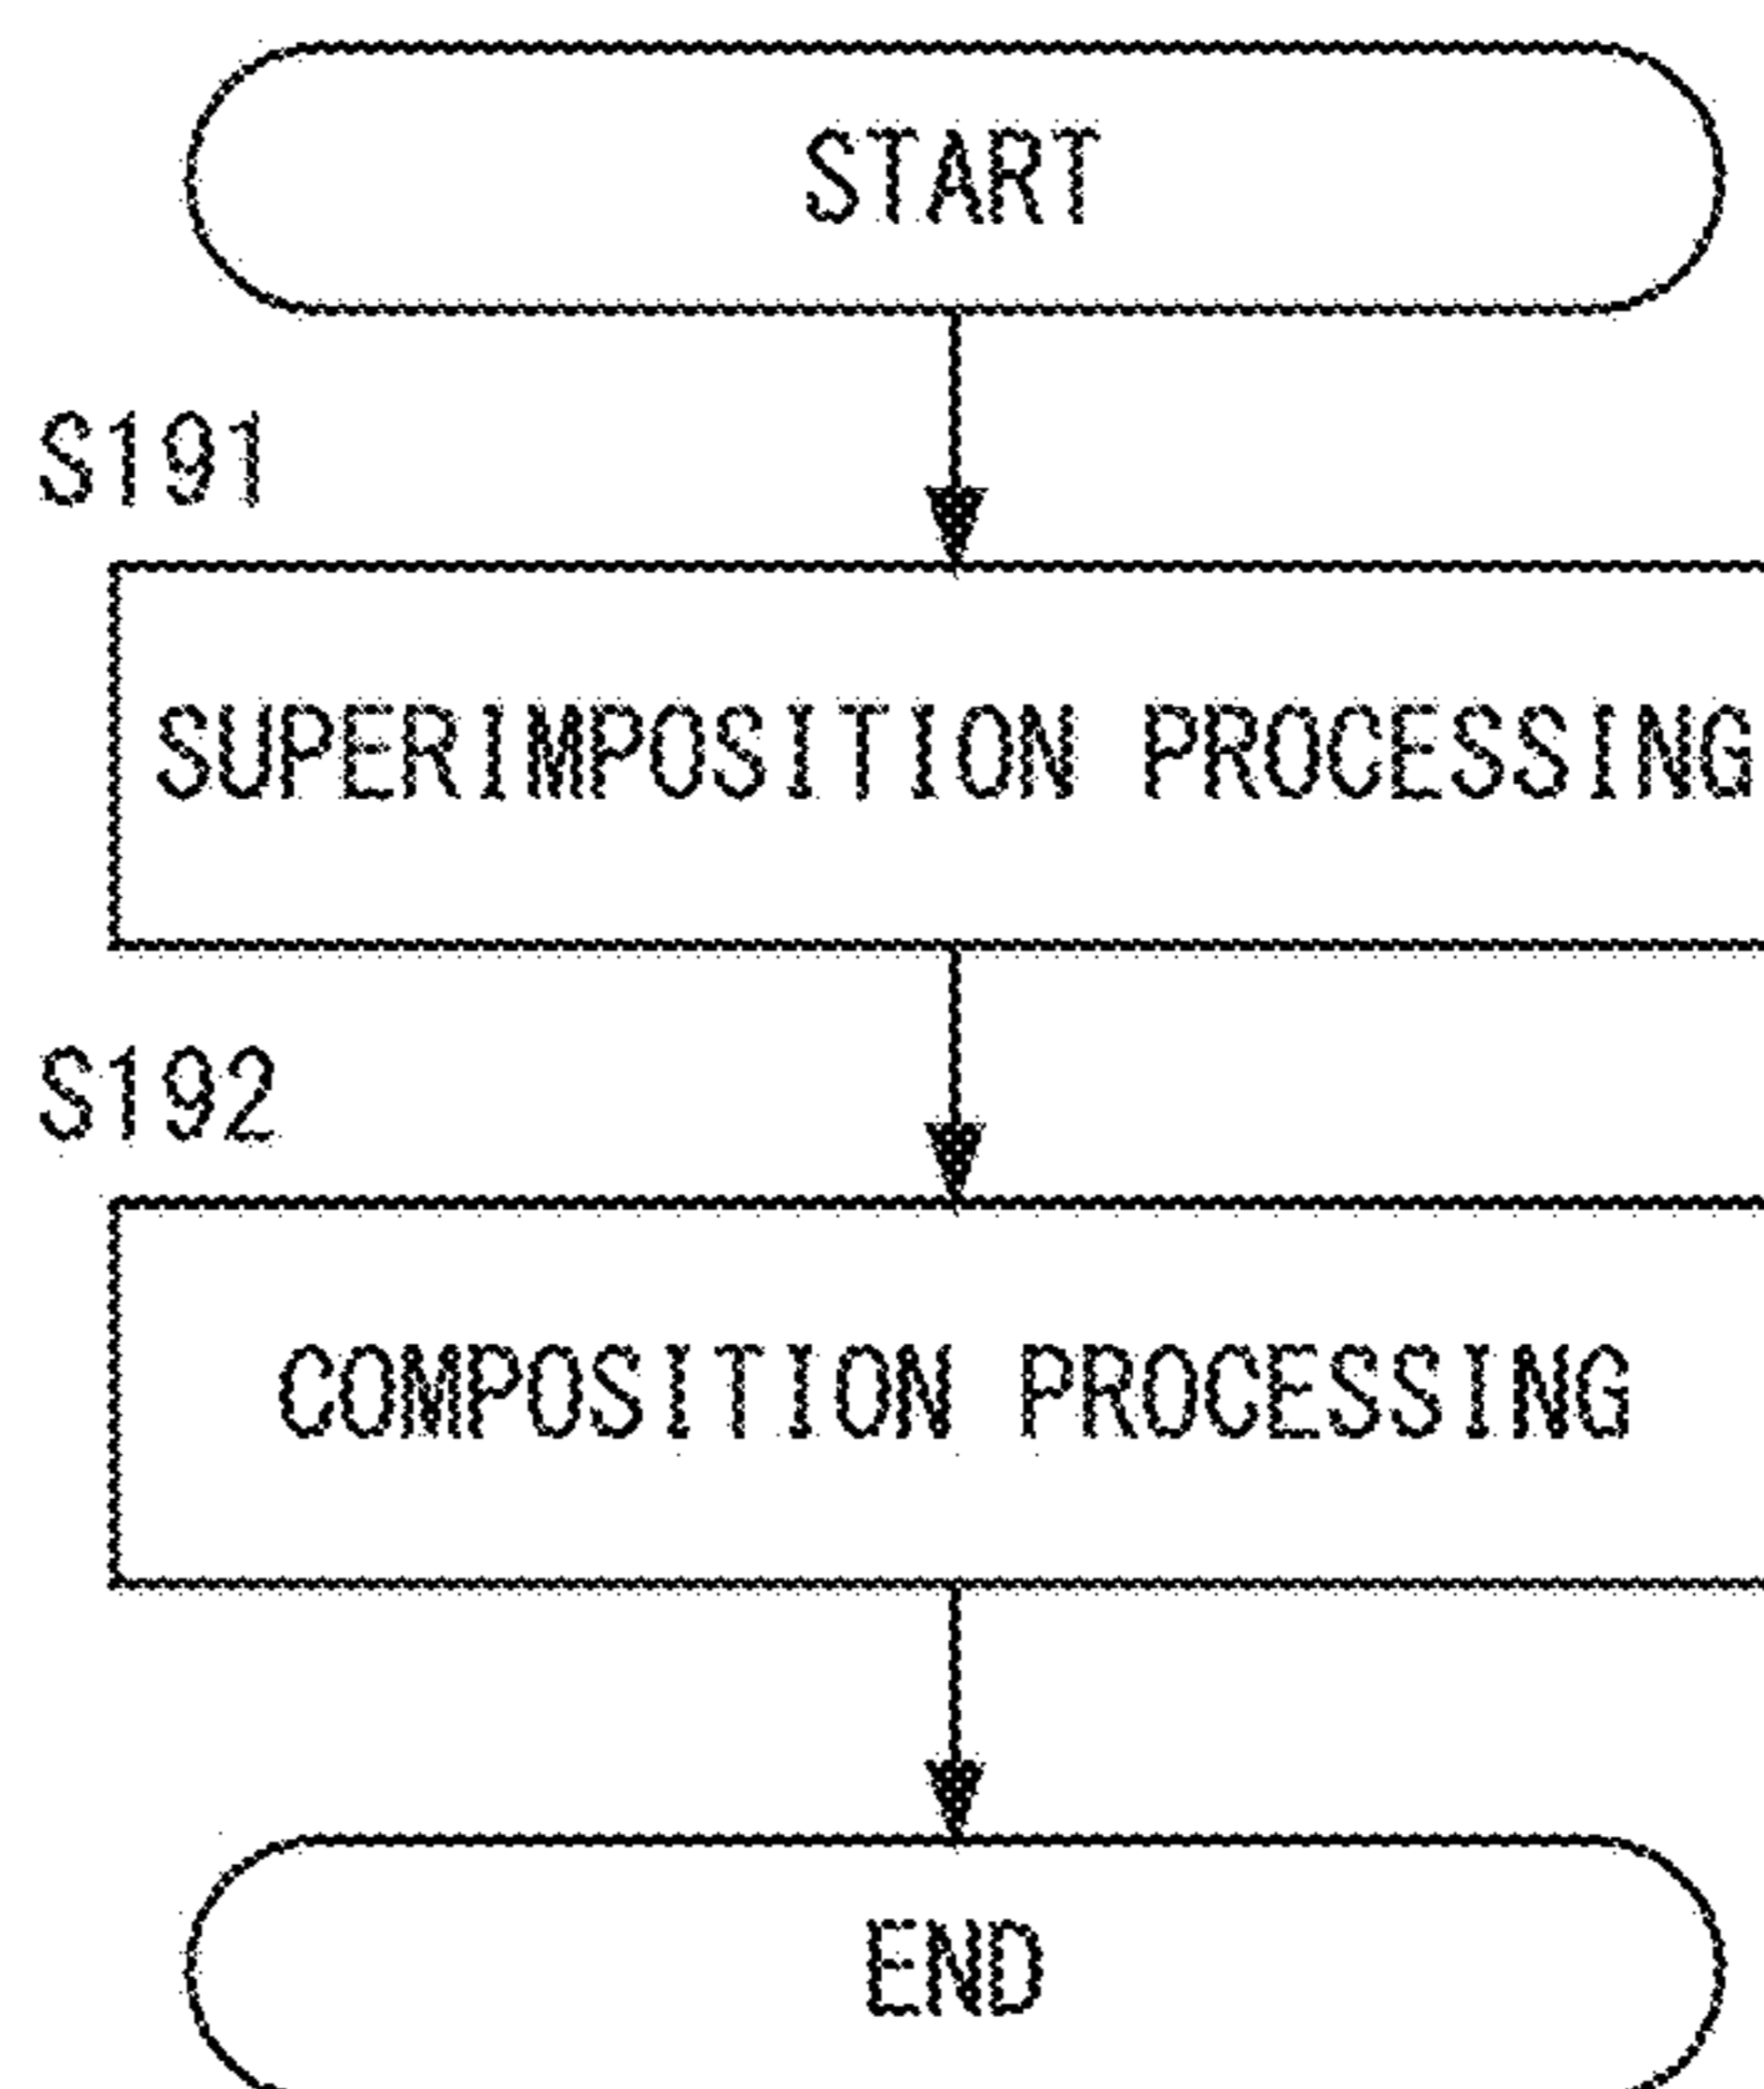 START
S191
SUPERIMPOSITION PROCESSING
S192
COMPOSITION PROCESSING
END